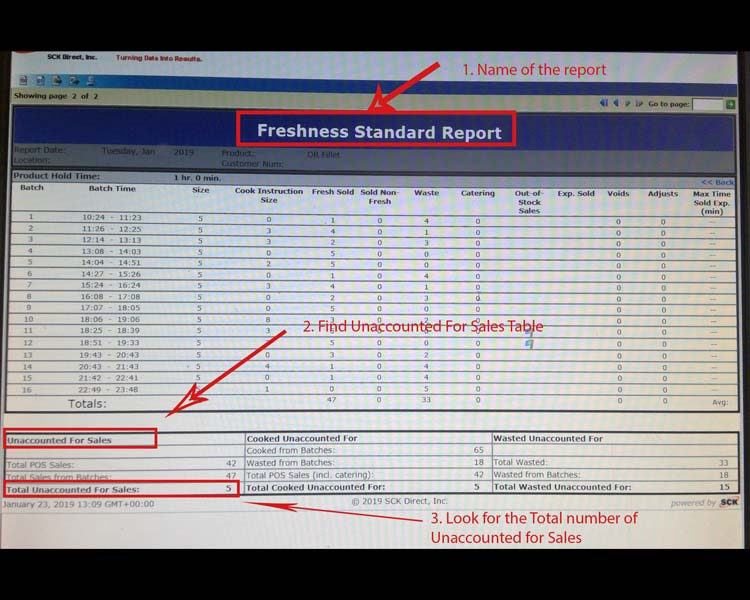 SCK Direct, Inc. Turning Data Into Results.
1. Name of the report
Showing page 2 of 2
Go to page:
Freshness Standard Report
Report Date: Tuesday, Jan 2019 Product: OR Fillet
Location: Customer Num:
Product Hold Time: 1 hr. 0 min. << Back
Batch Batch Time Size Cook Instruction Size Fresh Sold Sold Non-Fresh Waste Catering Out-of-Stock Sales Exp. Sold Voids Adjusts Max Time Sold Exp. (min)
1 10:24 - 11:23 5 0 1 0 4 0 0 0 --
2 11:26 - 12:25 5 3 4 0 1 0 0 0 --
3 12:14 - 13:13 5 3 2 0 3 0 0 0 --
4 13:08 - 14:03 5 0 5 0 0 0 0 0 --
5 14:04 - 14:51 5 2 5 0 0 0 0 0 --
6 14:27 - 15:26 5 0 1 0 4 0 0 0 --
7 15:24 - 16:24 5 3 4 0 1 0 0 0 --
8 16:08 - 17:08 5 0 2 0 3 0 0 0 --
9 17:07 - 18:05 5 0 5 0 0 0 0 0 --
10 18:06 - 19:06 5 8 3 0 2 0 0 0 --
2. Find Unaccounted For Sales Table
11 18:25 - 18:39 5 3 0 0 0 0 --
12 18:51 - 19:33 5 5 0 0 0 0 0 --
13 19:43 - 20:43 5 0 3 0 2 0 0 0 --
14 20:43 - 21:43 5 4 1 0 4 0 0 0 --
15 21:42 - 22:41 5 0 1 0 4 0 0 0 --
16 22:49 - 23:48 1 0 0 5 0 0 0 --
Totals: 47 0 33 0 0 0 Avg:
Unaccounted For Sales Cooked Unaccounted For Wasted Unaccounted For
Cooked from Batches: 65
Total POS Sales: 42 Wasted from Batches: 18 Total Wasted: 33
Total Sales from Batches: 47 Total POS Sales (incl. catering): 42 Wasted from Batches: 18
Total Unaccounted For Sales: 5 Total Cooked Unaccounted For: 5 Total Wasted Unaccounted For: 15
January 23, 2019 13:09 GMT+00:00 © 2019 SCK Direct, Inc. powered by SCK
3. Look for the Total number of
Unaccounted for Sales